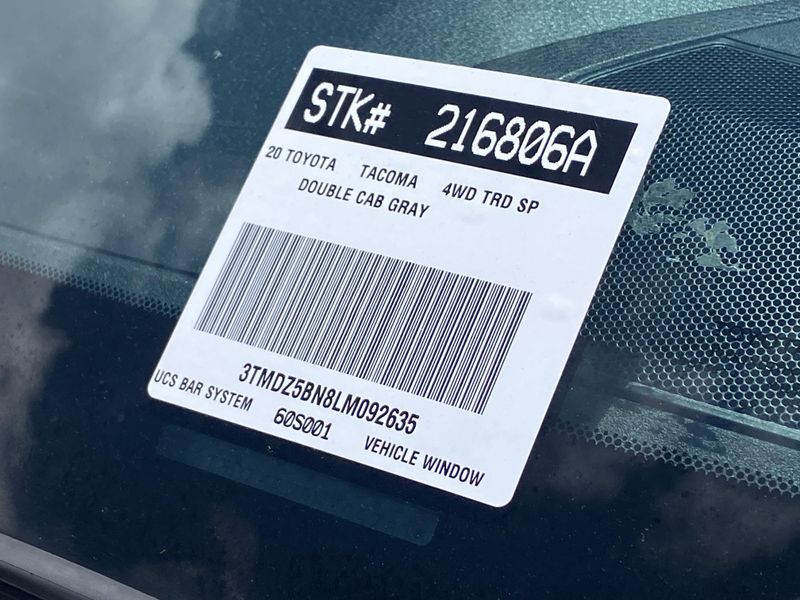 STK# 216806A
20 TOYOTA TACOMA 4WD TRD SP
DOUBLE CAB GRAY
3TMDZ5BN8LM092635
UCS BAR SYSTEM 60S001 VEHICLE WINDOW